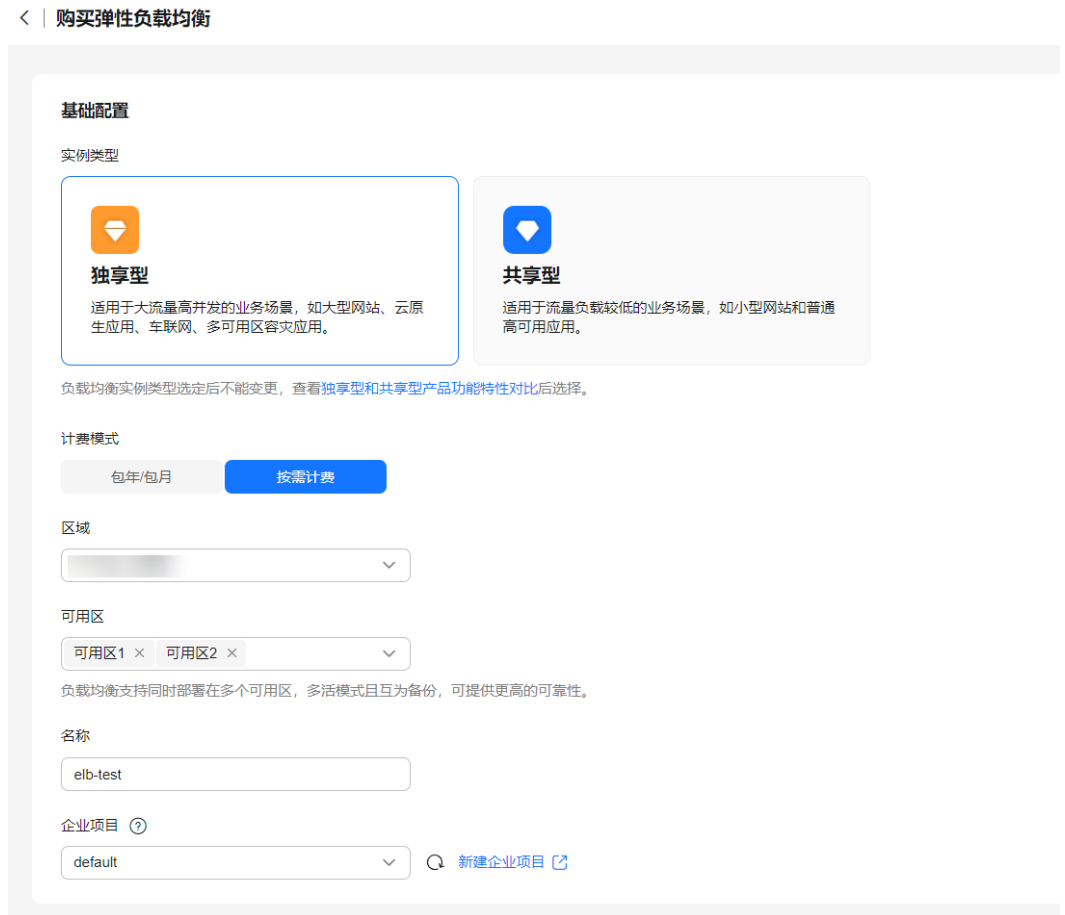 购买弹性负载均衡
基础配置
实例类型
独享型
适用于大流量高并发的业务场景，如大型网站、云原
生应用、车联网、多可用区容灾应用。
共享型
适用于流量负载较低的业务场景，如小型网站和普通
高可用应用。
负载均衡实例类型选定后不能变更，查看独享型和共享型产品功能特性对比后选择。
计费模式
包年/包月 按需计费
区域
可用区
可用区1 × 可用区2 ×
负载均衡支持同时部署在多个可用区，多活模式且互为备份，可提供更高的可靠性。
名称
elb-test
企业项目 ?
default 新建企业项目